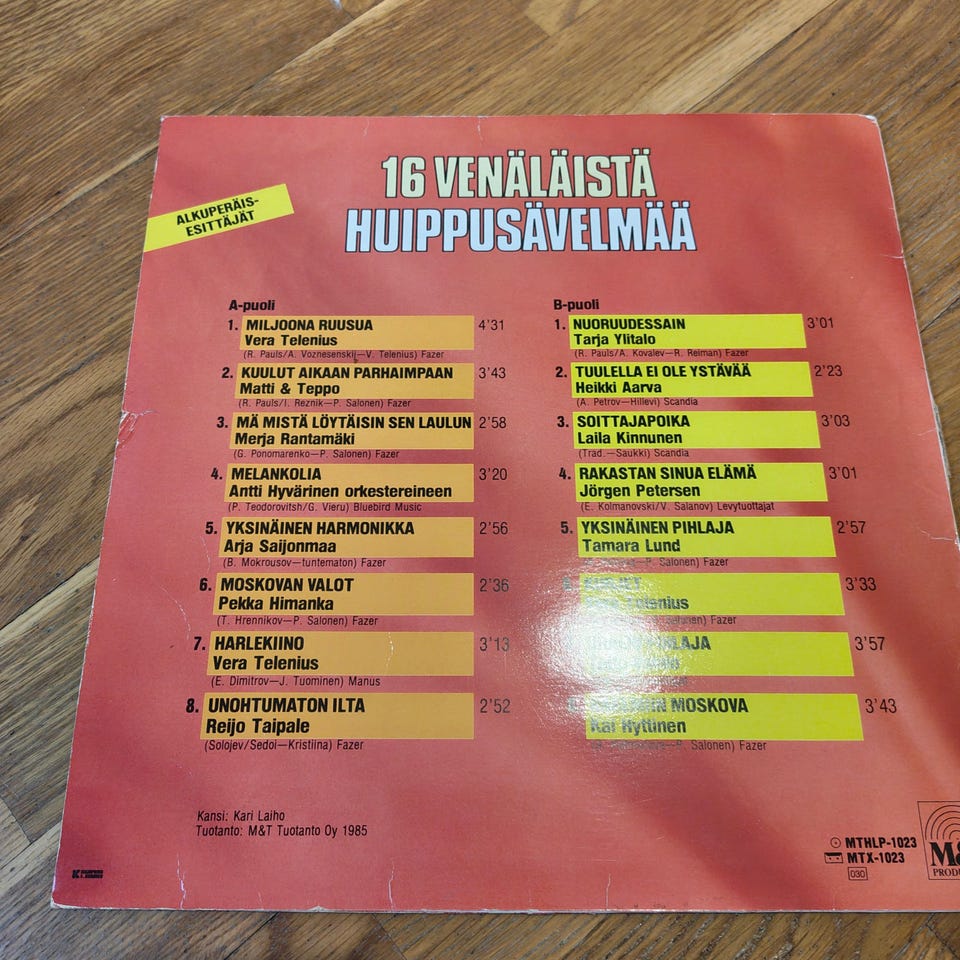 16 VENÄLÄISTÄ
HUIPPUSÄVELMÄÄ
ALKUPERÄIS-
ESITTÄJÄT
A-puoli
1. MILJOONA RUUSUA 4'31
Vera Telenius
(R. Pauls/A. Voznesenskij—V. Telenius) Fazer
2. KUULUT AIKAAN PARHAIMPAAN 3'43
Matti & Teppo
(R. Pauls/I. Reznik—P. Salonen) Fazer
3. MÄ MISTÄ LÖYTÄISIN SEN LAULUN 2'58
Merja Rantamäki
(G. Ponomarenko—P. Salonen) Fazer
4. MELANKOLIA 3'20
Antti Hyvärinen orkestereineen
(P. Teodorovitsh/G. Vieru) Bluebird Music
5. YKSINÄINEN HARMONIKKA 2'56
Arja Saijonmaa
(B. Mokrousov—tuntematon) Fazer
6. MOSKOVAN VALOT 2'36
Pekka Himanka
(T. Hrennikov—P. Salonen) Fazer
7. HARLEKIINO 3'13
Vera Telenius
(E. Dimitrov—J. Tuominen) Manus
8. UNOHTUMATON ILTA 2'52
Reijo Taipale
(Solojev/Sedoi—Kristiina) Fazer
B-puoli
1. NUORUUDESSAIN 3'01
Tarja Ylitalo
(R. Pauls/A. Kovalev—R. Reiman) Fazer
2. TUULELLA EI OLE YSTÄVÄÄ 2'23
Heikki Aarva
(A. Petrov—Hillevi) Scandia
3. SOITTAJAPOIKA 3'03
Laila Kinnunen
(Trad.—Saukki) Scandia
4. RAKASTAN SINUA ELÄMÄ 3'01
Jörgen Petersen
(E. Kolmanovski/V. Salanov) Levytuottajat
5. YKSINÄINEN PIHLAJA 2'57
Tamara Lund
P. Salonen) Fazer
3'33
Telenius
Salonen) Fazer
3'57
MOSKOVA 3'43
Kai Hyttinen
P. Salonen) Fazer
Kansi: Kari Laiho
Tuotanto: M&T Tuotanto Oy 1985
MTHLP-1023
MTX-1023
030